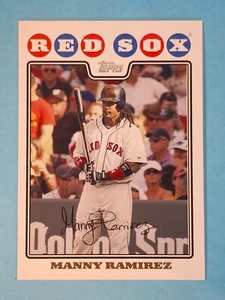 RED SOX
Topps
RED SOX
Manny Ramirez
MANNY RAMIREZ